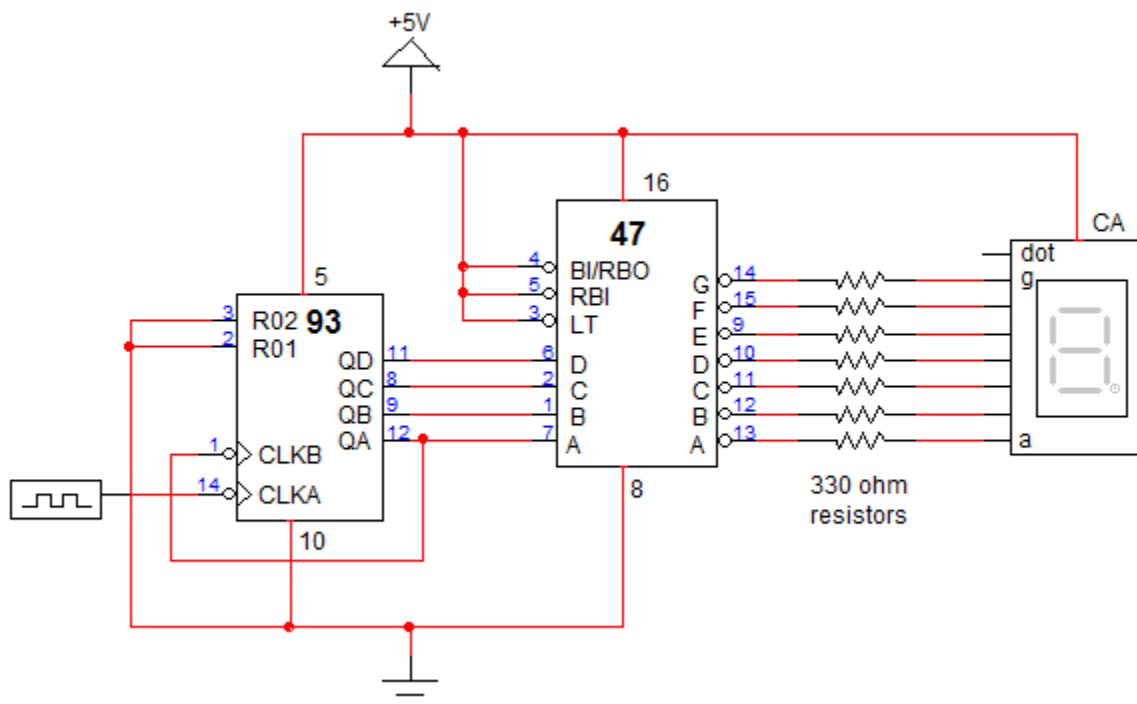 +5V
16
CA
47
dot
4 BI/RBO G 14 g
5 RBI F 15
5
3 LT E 9
3 R02 93
2 R01
QD 11 6 D D 10
QC 8 2 C C 11
QB 9 1 B B 12
QA 12 7 A A 13 a
1 CLKB
14 CLKA
8
330 ohm
resistors
10